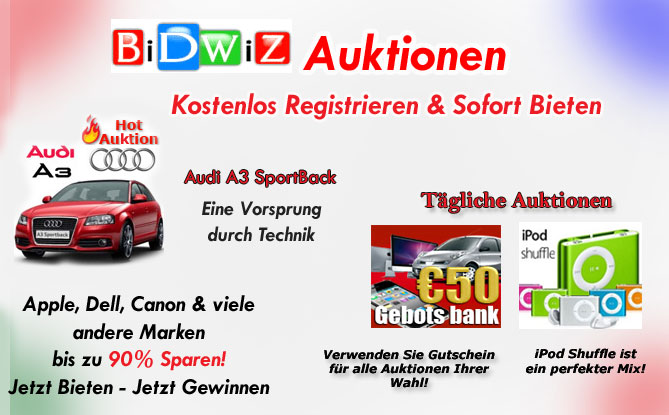 BiDWiZ Auktionen
Kostenlos Registrieren & Sofort Bieten
Hot
Auktion
Audi
A3
A3 Sportback
Audi A3 SportBack
Eine Vorsprung
durch Technik
Apple, Dell, Canon & viele
andere Marken
bis zu 90% Sparen!
Jetzt Bieten - Jetzt Gewinnen
Tägliche Auktionen
€50
Gebots bank
Verwenden Sie Gutschein
für alle Auktionen Ihrer
Wahl!
iPod
shuffle
iPod Shuffle ist
ein perfekter Mix!